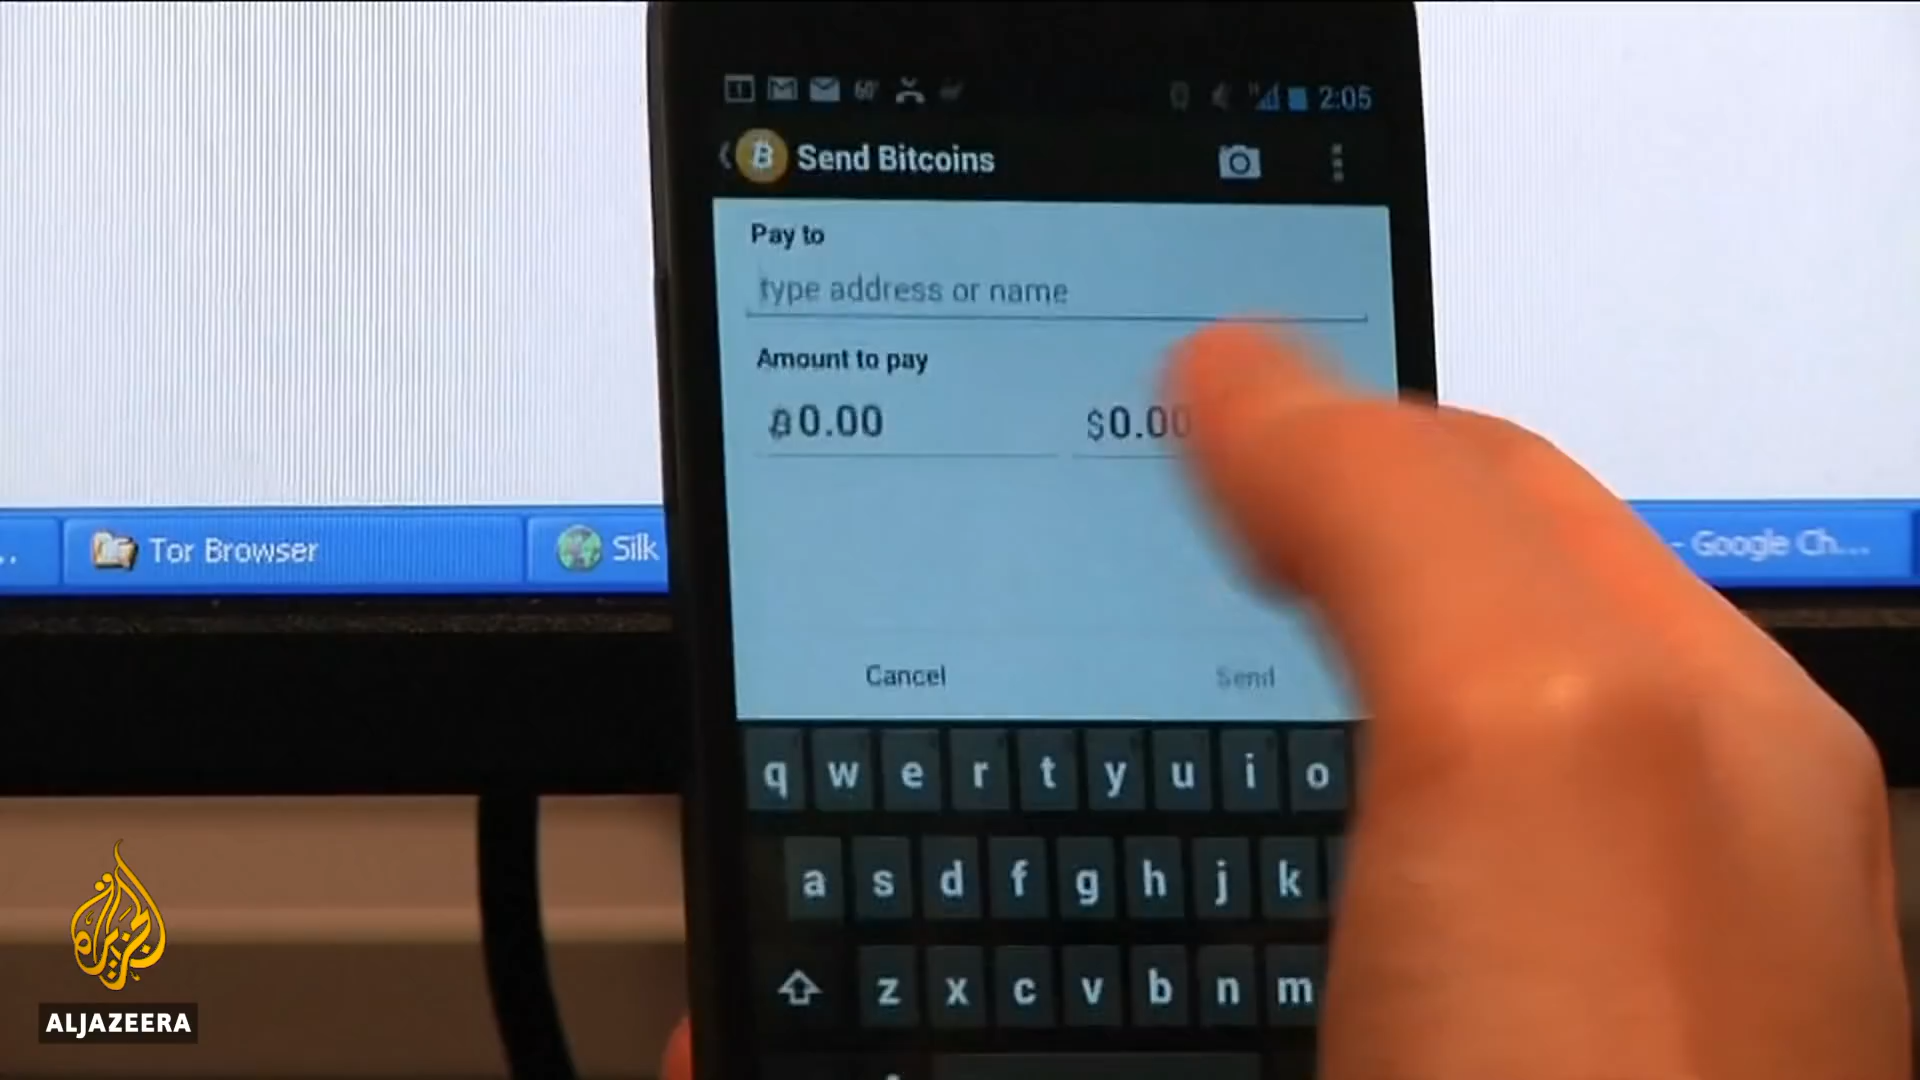 2:05
Send Bitcoins
Pay to
type address or name
Amount to pay
฿0.00
$0.00
Cancel
Send
.. Tor Browser
Silk
- Google Ch...
q w e r t y u i o
a s d f g h j k
z x c v b n m
الجزيرة
ALJAZEERA